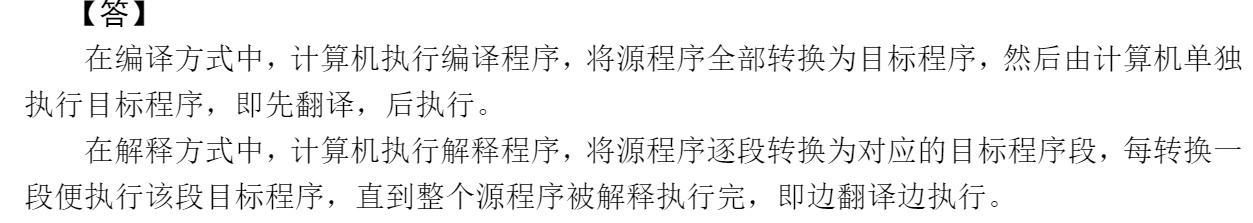 【答】
在编译方式中，计算机执行编译程序，将源程序全部转换为目标程序，然后由计算机单独
执行目标程序，即先翻译，后执行。
在解释方式中，计算机执行解释程序，将源程序逐段转换为对应的目标程序段，每转换一
段便执行该段目标程序，直到整个源程序被解释执行完，即边翻译边执行。